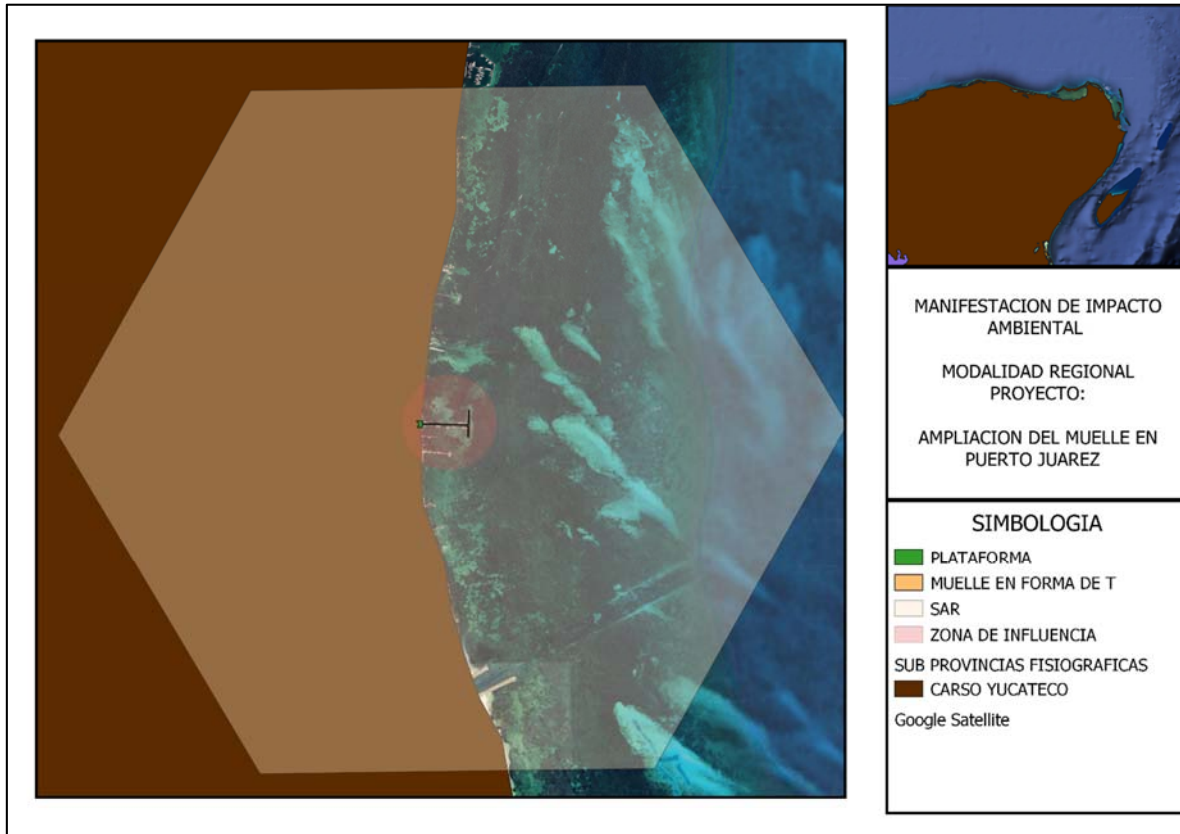 MANIFESTACION DE IMPACTO
AMBIENTAL
MODALIDAD REGIONAL
PROYECTO:
AMPLIACION DEL MUELLE EN
PUERTO JUAREZ
SIMBOLOGIA
PLATAFORMA
MUELLE EN FORMA DE T
SAR
ZONA DE INFLUENCIA
SUB PROVINCIAS FISIOGRAFICAS
CARSO YUCATECO
Google Satellite